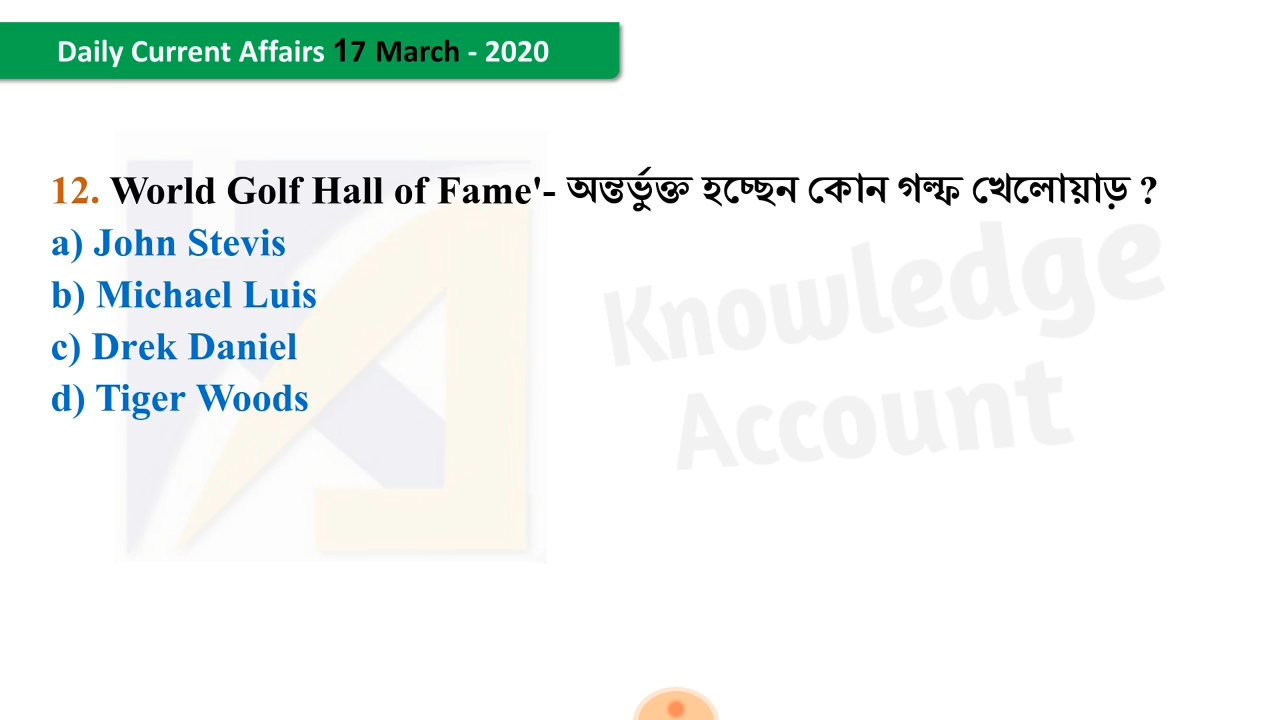 Daily Current Affairs 17 March - 2020
12. World Golf Hall of Fame'- অন্তর্ভুক্ত হচ্ছেন কোন গল্ফ খেলোয়াড় ?
a) John Stevis
b) Michael Luis
c) Drek Daniel
d) Tiger Woods
Knowledge
Account